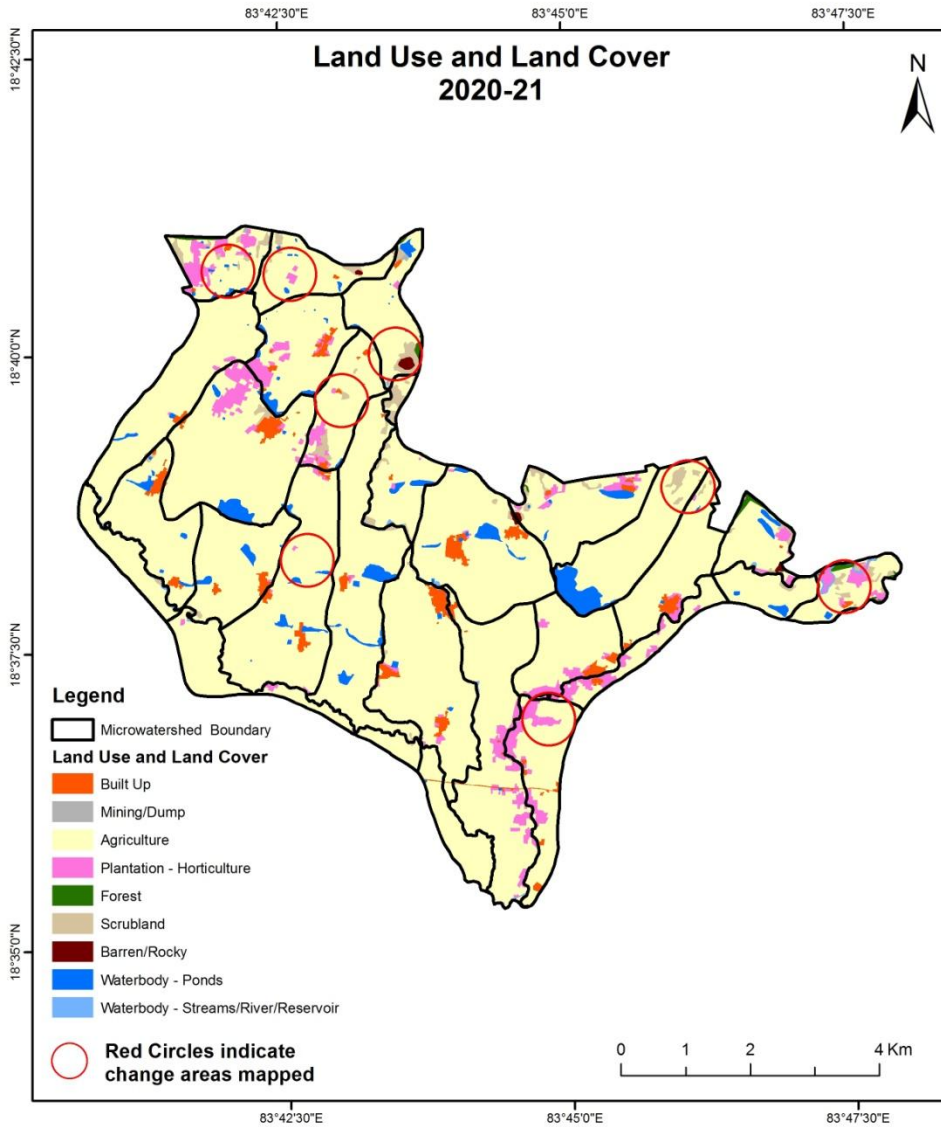 83°42'30"E 83°45'0"E 83°47'30"E
18°42'30"N
Land Use and Land Cover
2020-21
N
18°40'0"N
18°37'30"N
Legend
Microwatershed Boundary
Land Use and Land Cover
Built Up
Mining/Dump
Agriculture
Plantation - Horticulture
Forest
Scrubland
Barren/Rocky
18°35'0"N
Waterbody - Ponds
Waterbody - Streams/River/Reservoir
Red Circles indicate
change areas mapped
0 1 2 4 Km
83°42'30"E 83°45'0"E 83°47'30"E